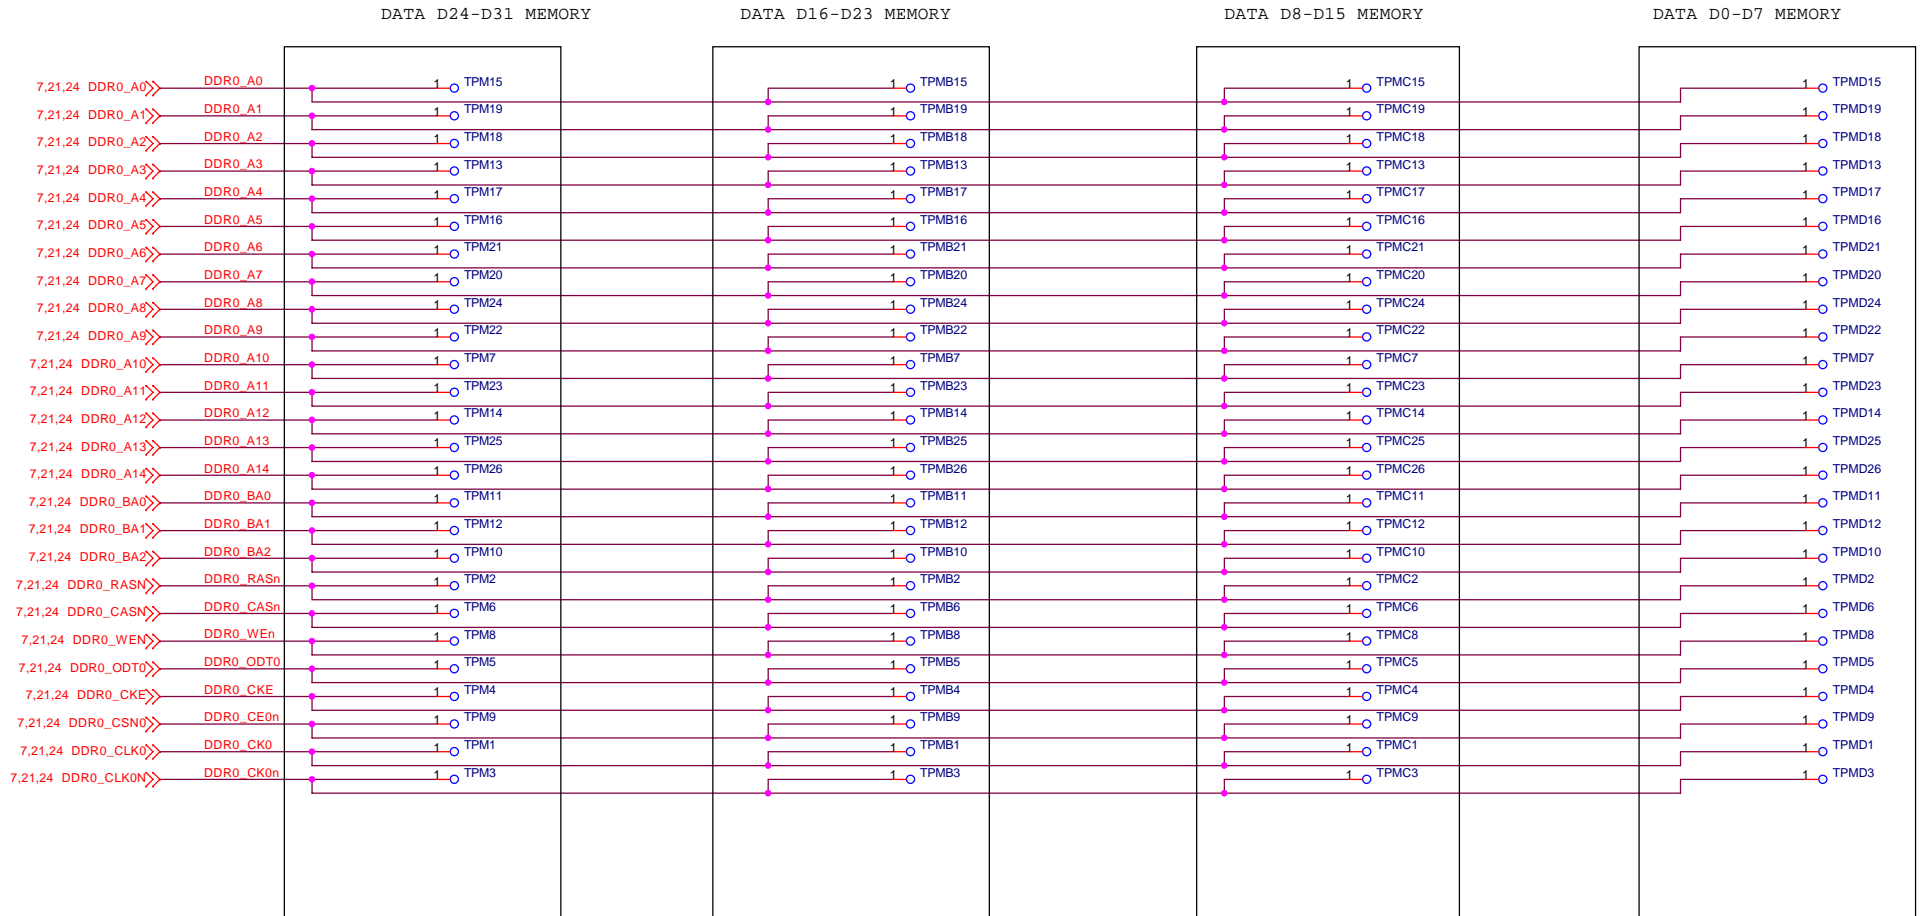 DATA D24-D31 MEMORY DATA D16-D23 MEMORY DATA D8-D15 MEMORY DATA D0-D7 MEMORY
7,21,24 DDR0_A0 DDR0_A0 1 TPM15 1 TPMB15 1 TPMC15 1 TPMD15
7,21,24 DDR0_A1 DDR0_A1 1 TPM19 1 TPMB19 1 TPMC19 1 TPMD19
7,21,24 DDR0_A2 DDR0_A2 1 TPM18 1 TPMB18 1 TPMC18 1 TPMD18
7,21,24 DDR0_A3 DDR0_A3 1 TPM13 1 TPMB13 1 TPMC13 1 TPMD13
7,21,24 DDR0_A4 DDR0_A4 1 TPM17 1 TPMB17 1 TPMC17 1 TPMD17
7,21,24 DDR0_A5 DDR0_A5 1 TPM16 1 TPMB16 1 TPMC16 1 TPMD16
7,21,24 DDR0_A6 DDR0_A6 1 TPM21 1 TPMB21 1 TPMC21 1 TPMD21
7,21,24 DDR0_A7 DDR0_A7 1 TPM20 1 TPMB20 1 TPMC20 1 TPMD20
7,21,24 DDR0_A8 DDR0_A8 1 TPM24 1 TPMB24 1 TPMC24 1 TPMD24
7,21,24 DDR0_A9 DDR0_A9 1 TPM22 1 TPMB22 1 TPMC22 1 TPMD22
7,21,24 DDR0_A10 DDR0_A10 1 TPM7 1 TPMB7 1 TPMC7 1 TPMD7
7,21,24 DDR0_A11 DDR0_A11 1 TPM23 1 TPMB23 1 TPMC23 1 TPMD23
7,21,24 DDR0_A12 DDR0_A12 1 TPM14 1 TPMB14 1 TPMC14 1 TPMD14
7,21,24 DDR0_A13 DDR0_A13 1 TPM25 1 TPMB25 1 TPMC25 1 TPMD25
7,21,24 DDR0_A14 DDR0_A14 1 TPM26 1 TPMB26 1 TPMC26 1 TPMD26
7,21,24 DDR0_BA0 DDR0_BA0 1 TPM11 1 TPMB11 1 TPMC11 1 TPMD11
7,21,24 DDR0_BA1 DDR0_BA1 1 TPM12 1 TPMB12 1 TPMC12 1 TPMD12
7,21,24 DDR0_BA2 DDR0_BA2 1 TPM10 1 TPMB10 1 TPMC10 1 TPMD10
7,21,24 DDR0_RASN DDR0_RASn 1 TPM2 1 TPMB2 1 TPMC2 1 TPMD2
7,21,24 DDR0_CASN DDR0_CASn 1 TPM6 1 TPMB6 1 TPMC6 1 TPMD6
7,21,24 DDR0_WEN DDR0_WEn 1 TPM8 1 TPMB8 1 TPMC8 1 TPMD8
7,21,24 DDR0_ODT0 DDR0_ODT0 1 TPM5 1 TPMB5 1 TPMC5 1 TPMD5
7,21,24 DDR0_CKE DDR0_CKE 1 TPM4 1 TPMB4 1 TPMC4 1 TPMD4
7,21,24 DDR0_CSN0 DDR0_CE0n 1 TPM9 1 TPMB9 1 TPMC9 1 TPMD9
7,21,24 DDR0_CLK0 DDR0_CK0 1 TPM1 1 TPMB1 1 TPMC1 1 TPMD1
7,21,24 DDR0_CLK0N DDR0_CK0n 1 TPM3 1 TPMB3 1 TPMC3 1 TPMD3